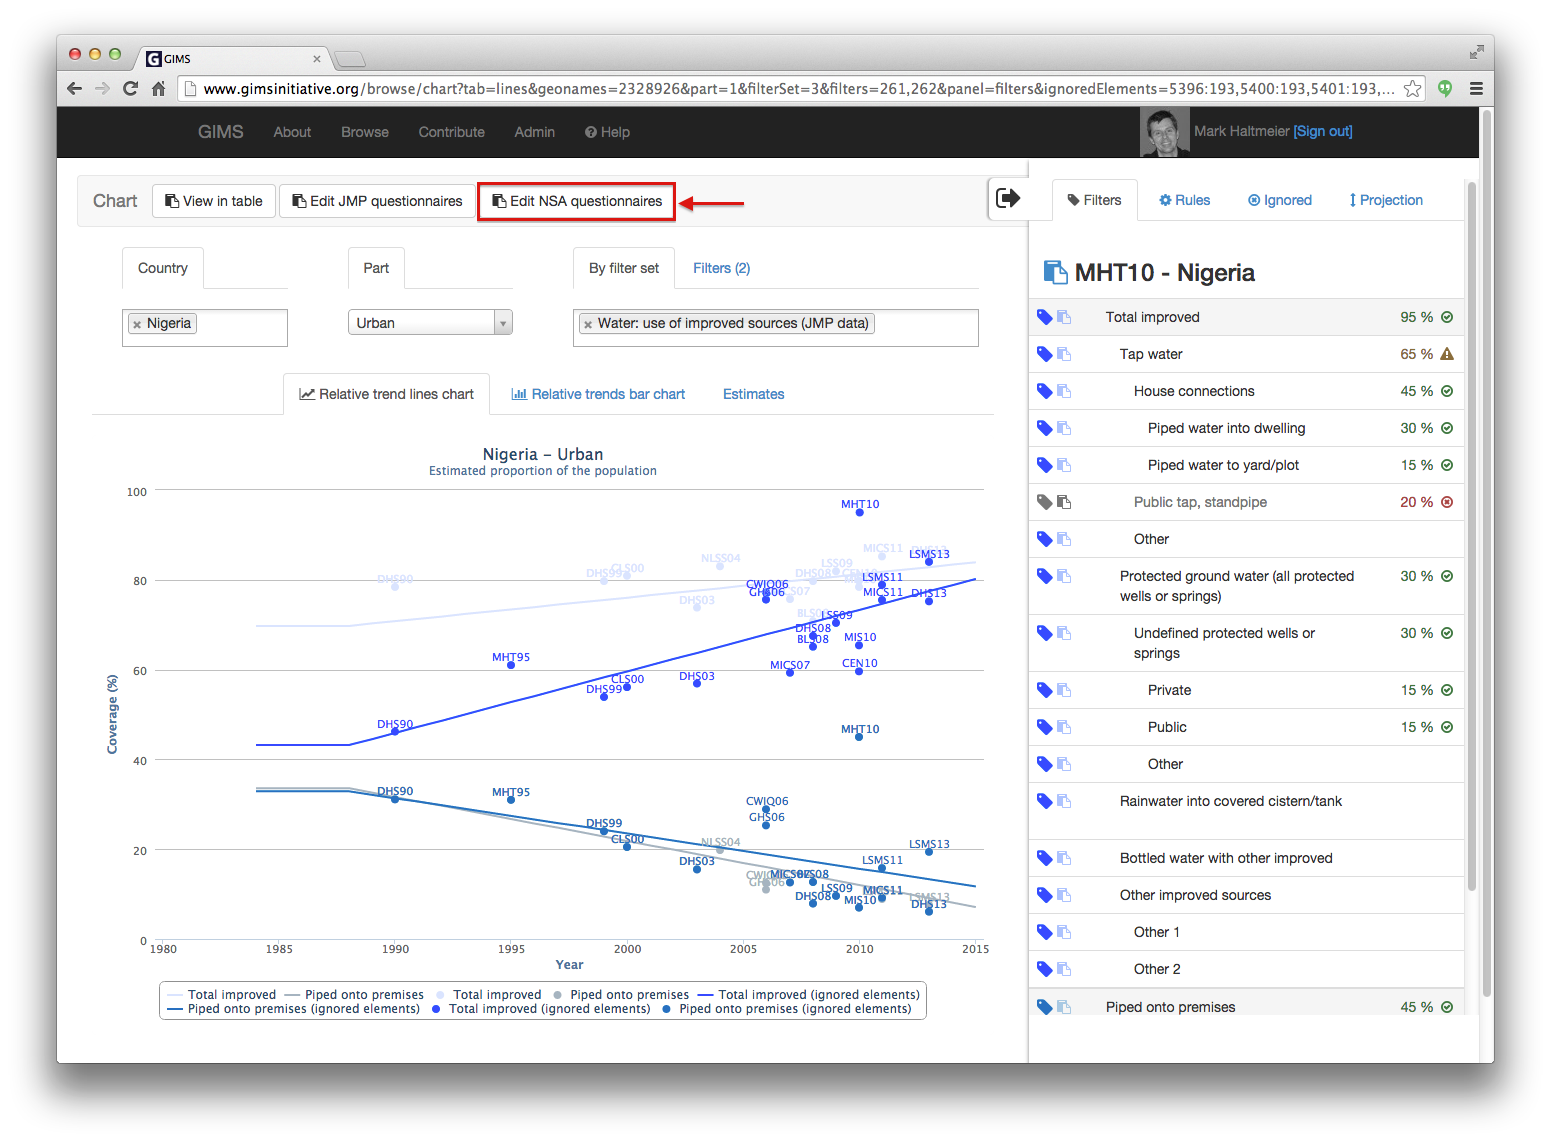 GIMS
www.gimsinitiative.org/browse/chart?tab=lines&geonames=2328926&part=1&filterSet=3&filters=261,262&panel=filters&ignoredElements=5396:193,5400:193,5401:193,...
GIMS About Browse Contribute Admin Help Mark Haltmeier [Sign out]
Chart View in table Edit JMP questionnaires Edit NSA questionnaires
Country Part By filter set Filters (2)
Nigeria Urban Water: use of improved sources (JMP data)
Relative trend lines chart Relative trends bar chart Estimates
Nigeria – Urban
Estimated proportion of the population
Coverage (%)
100
80
60
40
20
0
MHT10
MICS11
LSMS13
NLSS04
LSS09
CLS00
DHS99
DHS08
DHS90
CWIQ06
LSMS11
GHS06
MICS11
DHS13
DHS03
LSS09
DHS08
BLS08
MIS10
MHT95
CEN10
MICS07
DHS03
CLS00
DHS99
DHS90
MHT10
DHS90
MHT95
CWIQ06
GHS06
DHS99
CLS00
NLSS04
LSMS13
DHS03
LSMS11
MICS07
LSS09
MICS11
DHS08
MIS10
DHS13
GHS06
1980 1985 1990 1995 2000 2005 2010 2015
Year
Total improved Piped onto premises Total improved Piped onto premises Total improved (ignored elements)
Piped onto premises (ignored elements) Total improved (ignored elements) Piped onto premises (ignored elements)
Filters Rules Ignored Projection
MHT10 - Nigeria
Total improved 95 %
Tap water 65 %
House connections 45 %
Piped water into dwelling 30 %
Piped water to yard/plot 15 %
Public tap, standpipe 20 %
Other
Protected ground water (all protected 30 %
wells or springs)
Undefined protected wells or 30 %
springs
Private 15 %
Public 15 %
Other
Rainwater into covered cistern/tank
Bottled water with other improved
Other improved sources
Other 1
Other 2
Piped onto premises 45 %